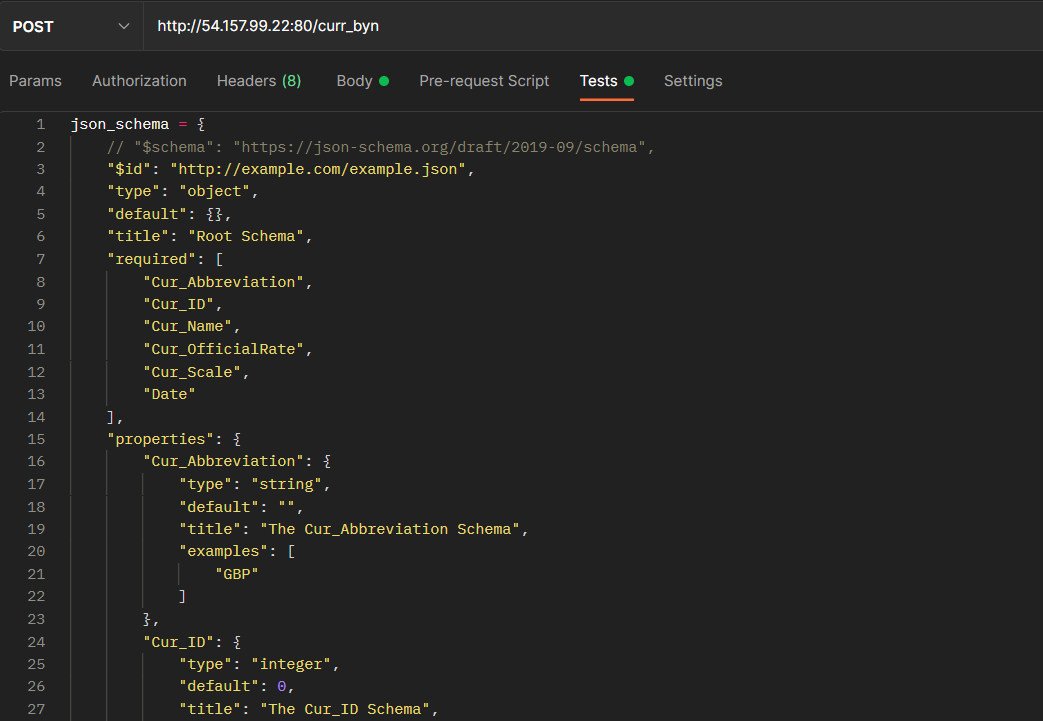 POST http://54.157.99.22:80/curr_byn
Params Authorization Headers (8) Body Pre-request Script Tests Settings
1 json_schema = {
2 // "$schema": "https://json-schema.org/draft/2019-09/schema",
3 "$id": "http://example.com/example.json",
4 "type": "object",
5 "default": {},
6 "title": "Root Schema",
7 "required": [
8 "Cur_Abbreviation",
9 "Cur_ID",
10 "Cur_Name",
11 "Cur_OfficialRate",
12 "Cur_Scale",
13 "Date"
14 ],
15 "properties": {
16 "Cur_Abbreviation": {
17 "type": "string",
18 "default": "",
19 "title": "The Cur_Abbreviation Schema",
20 "examples": [
21 "GBP"
22 ]
23 },
24 "Cur_ID": {
25 "type": "integer",
26 "default": 0,
27 "title": "The Cur_ID Schema",